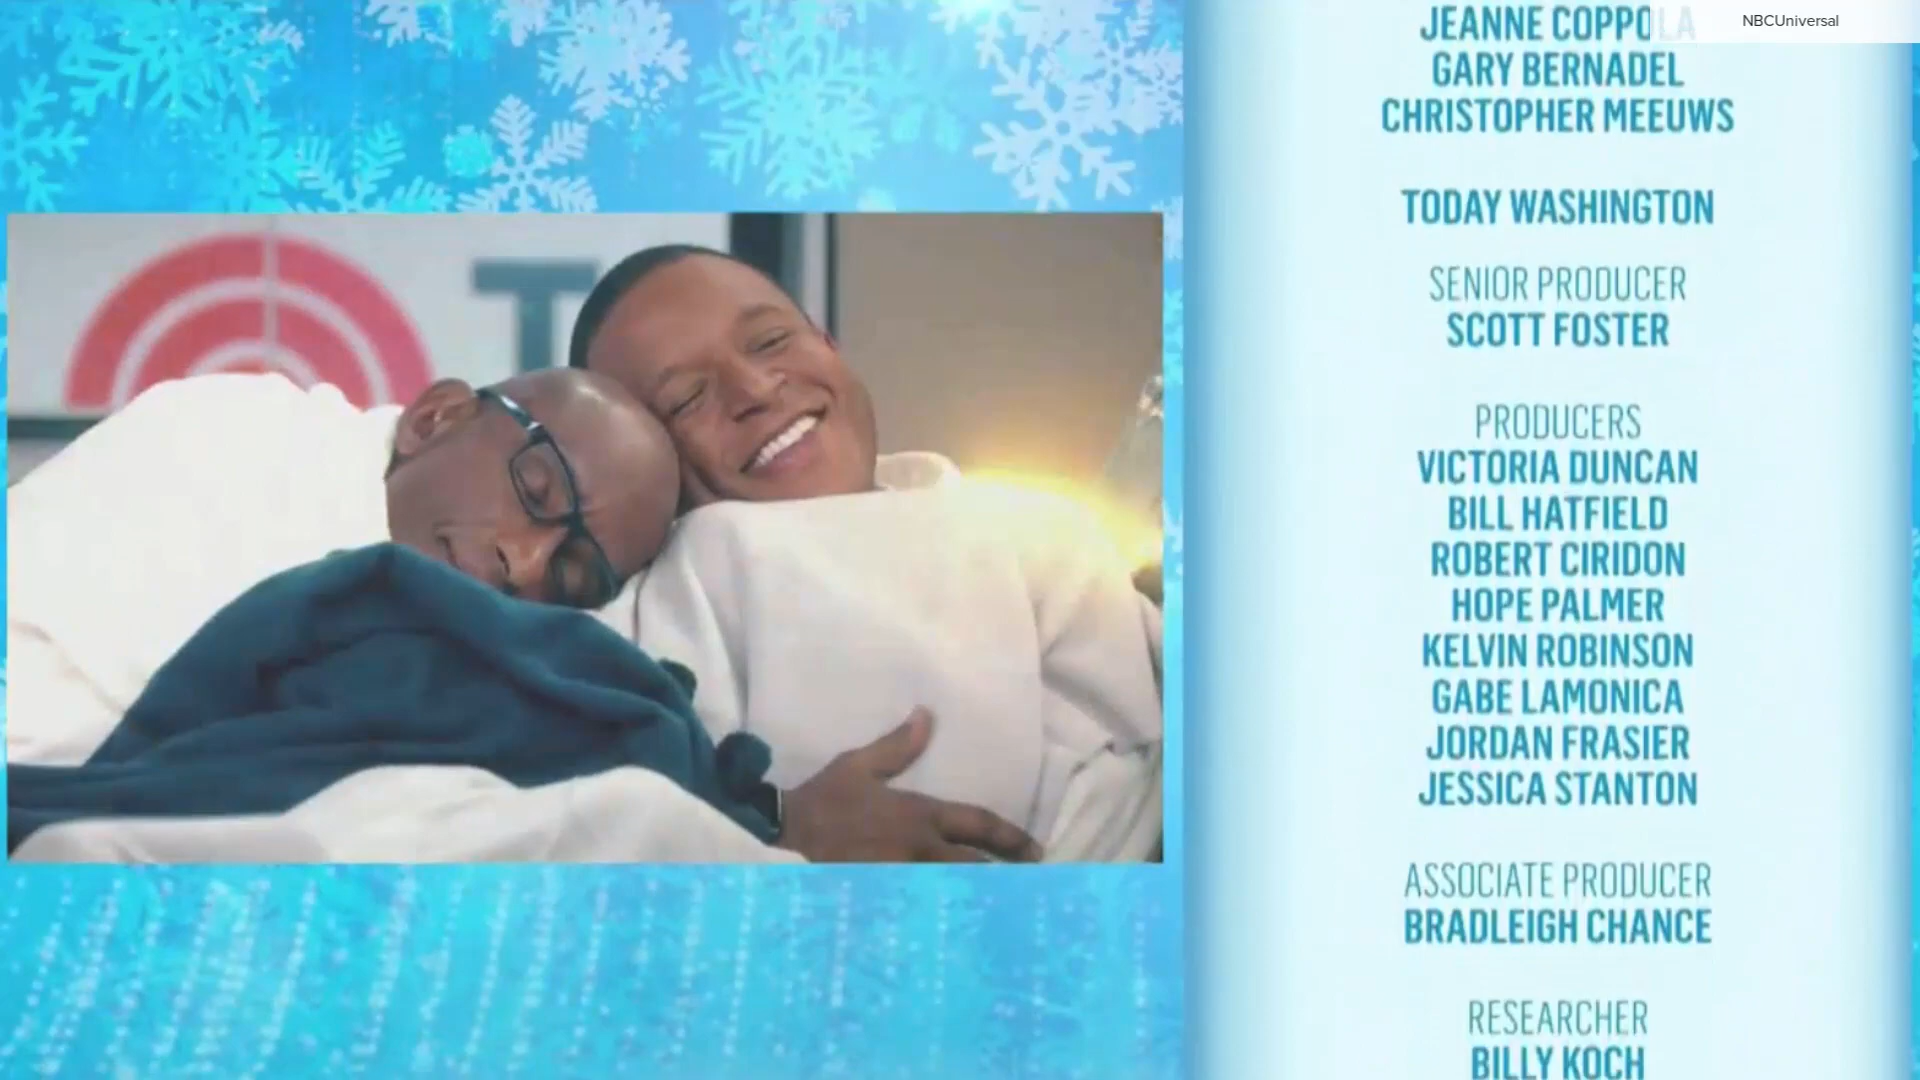 JEANNE COPPOLA
NBCUniversal
GARY BERNADEL
CHRISTOPHER MEEUWS
TODAY WASHINGTON
SENIOR PRODUCER
SCOTT FOSTER
PRODUCERS
VICTORIA DUNCAN
BILL HATFIELD
ROBERT CIRIDON
HOPE PALMER
KELVIN ROBINSON
GABE LAMONICA
JORDAN FRASIER
JESSICA STANTON
ASSOCIATE PRODUCER
BRADLEIGH CHANCE
RESEARCHER
BILLY KOCH
T